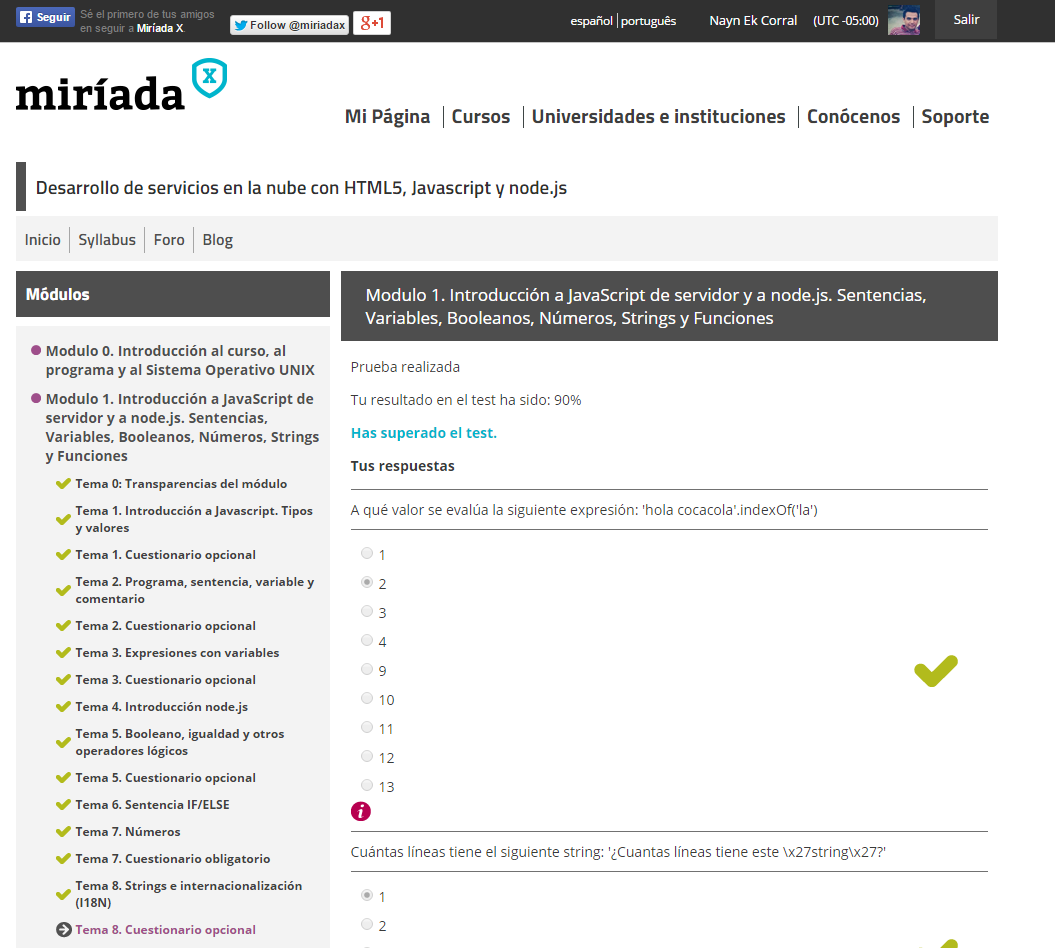 Seguir
Sé el primero de tus amigos
en seguir a Miríada X.
Follow @miriadax
g+1
español | português
Nayn Ek Corral
(UTC -05:00)
Salir
miríada X
Mi Página
Cursos
Universidades e instituciones
Conócenos
Soporte
Desarrollo de servicios en la nube con HTML5, Javascript y node.js
Inicio
Syllabus
Foro
Blog
Módulos
Modulo 0. Introducción al curso, al
programa y al Sistema Operativo UNIX
Modulo 1. Introducción a JavaScript de
servidor y a node.js. Sentencias,
Variables, Booleanos, Números, Strings
y Funciones
Tema 0: Transparencias del módulo
Tema 1. Introducción a Javascript. Tipos
y valores
Tema 1. Cuestionario opcional
Tema 2. Programa, sentencia, variable y
comentario
Tema 2. Cuestionario opcional
Tema 3. Expresiones con variables
Tema 3. Cuestionario opcional
Tema 4. Introducción node.js
Tema 5. Booleano, igualdad y otros
operadores lógicos
Tema 5. Cuestionario opcional
Tema 6. Sentencia IF/ELSE
Tema 7. Números
Tema 7. Cuestionario obligatorio
Tema 8. Strings e internacionalización
(I18N)
Tema 8. Cuestionario opcional
Modulo 1. Introducción a JavaScript de servidor y a node.js. Sentencias,
Variables, Booleanos, Números, Strings y Funciones
Prueba realizada
Tu resultado en el test ha sido: 90%
Has superado el test.
Tus respuestas
A qué valor se evalúa la siguiente expresión: 'hola cocacola'.indexOf('la')
1
2
3
4
9
10
11
12
13
Cuántas líneas tiene el siguiente string: '¿Cuantas líneas tiene este \x27string\x27?'
1
2